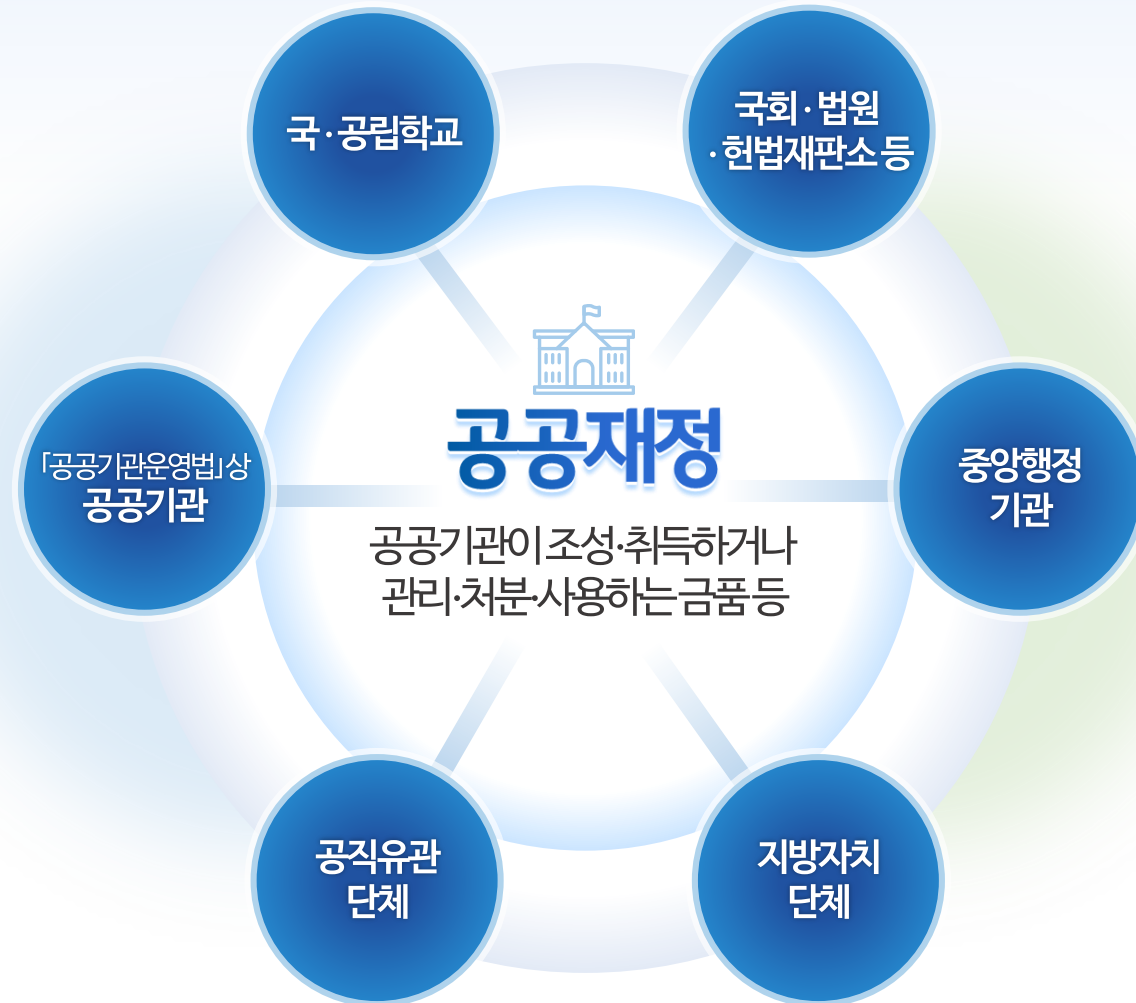 국·공립학교
국회·법원
·헌법재판소 등
「공공기관운영법」상
공공기관
공공재정
공공기관이 조성·취득하거나
관리·처분·사용하는 금품 등
중앙행정
기관
공직유관
단체
지방자치
단체